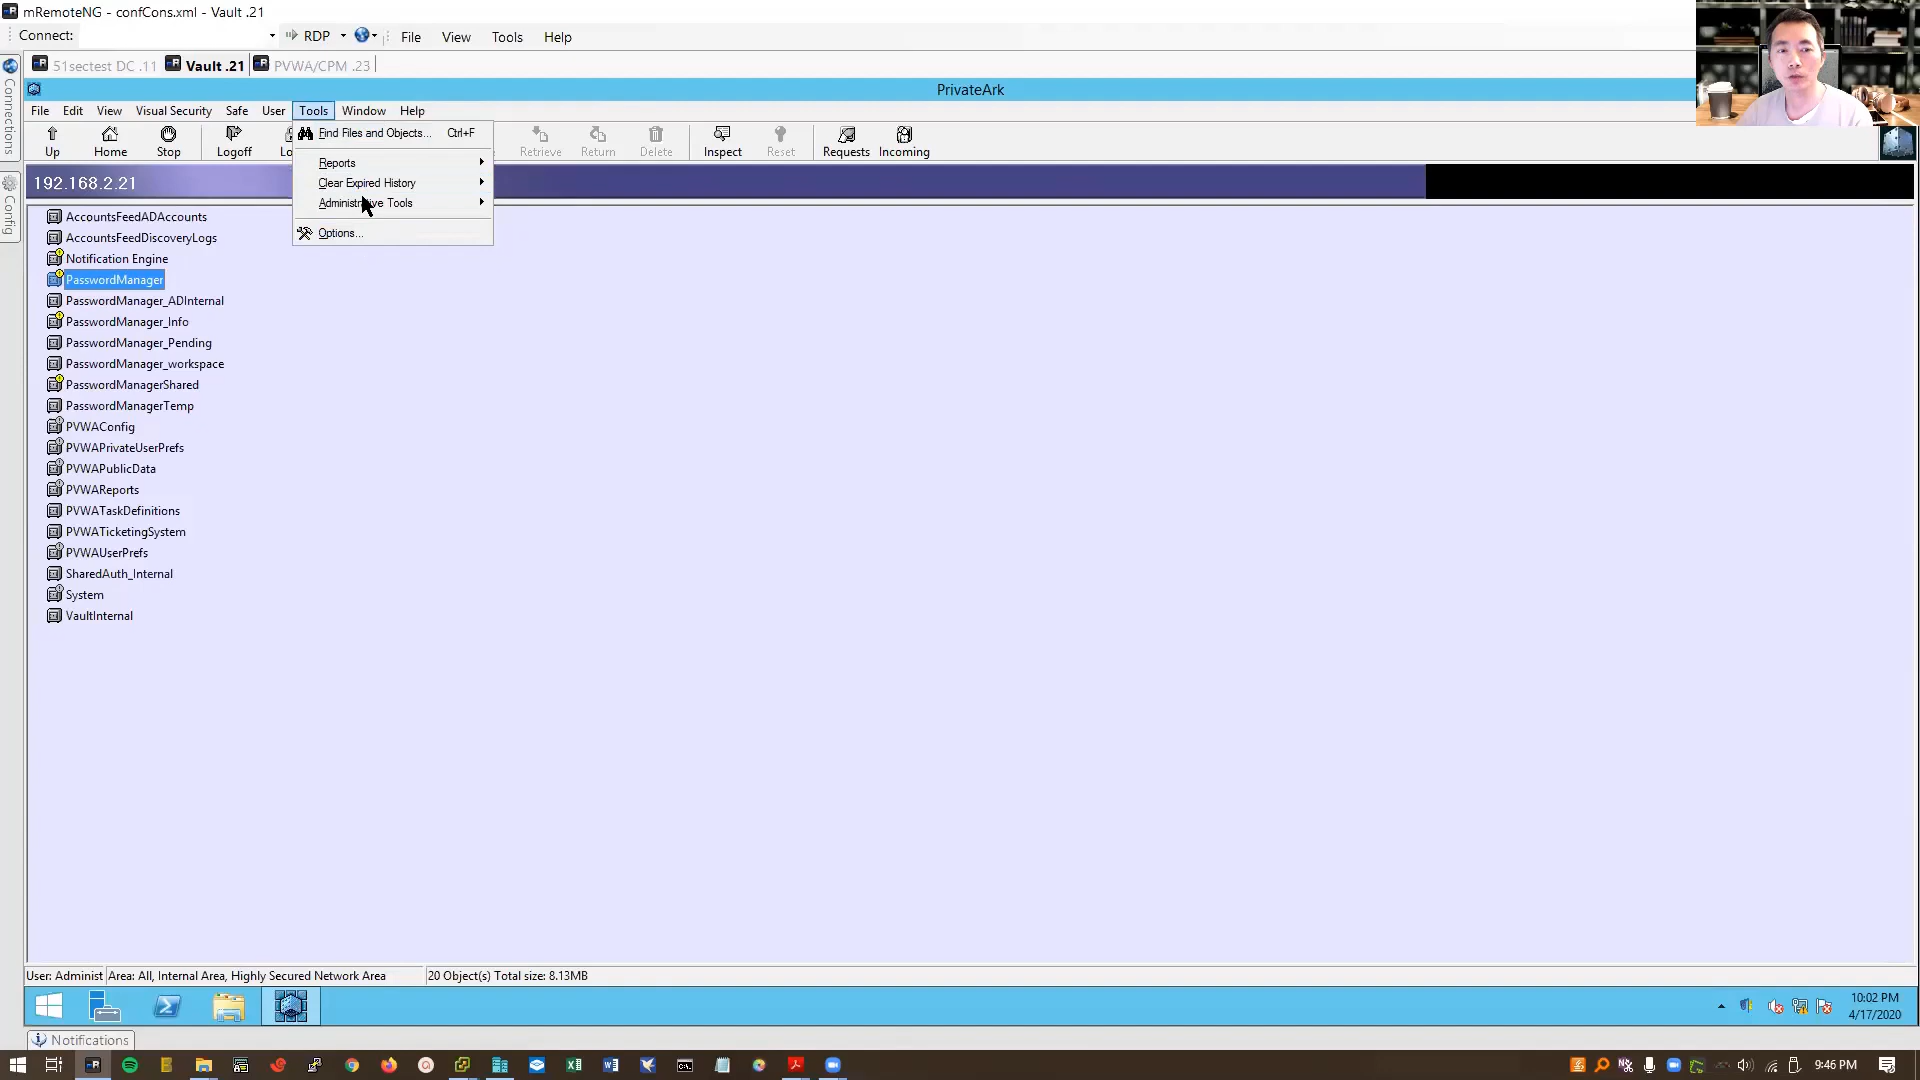 mRemoteNG - confCons.xml - Vault .21
Connect:
RDP
File View Tools Help
51sectest DC .11
Vault .21
PVWA/CPM .23
Connections
Config
PrivateArk
File Edit View Visual Security Safe User Tools Window Help
Up Home Stop Logoff Lo Retrieve Return Delete Inspect Reset Requests Incoming
Find Files and Objects... Ctrl+F
Reports
Clear Expired History
Administrative Tools
Options...
192.168.2.21
AccountsFeedADAccounts
AccountsFeedDiscoveryLogs
Notification Engine
PasswordManager
PasswordManager_ADInternal
PasswordManager_Info
PasswordManager_Pending
PasswordManager_workspace
PasswordManagerShared
PasswordManagerTemp
PVWAConfig
PVWAPrivateUserPrefs
PVWAPublicData
PVWAReports
PVWATaskDefinitions
PVWATicketingSystem
PVWAUserPrefs
SharedAuth_Internal
System
VaultInternal
User: Administ Area: All, Internal Area, Highly Secured Network Area 20 Object(s) Total size: 8.13MB
10:02 PM
4/17/2020
Notifications
9:46 PM